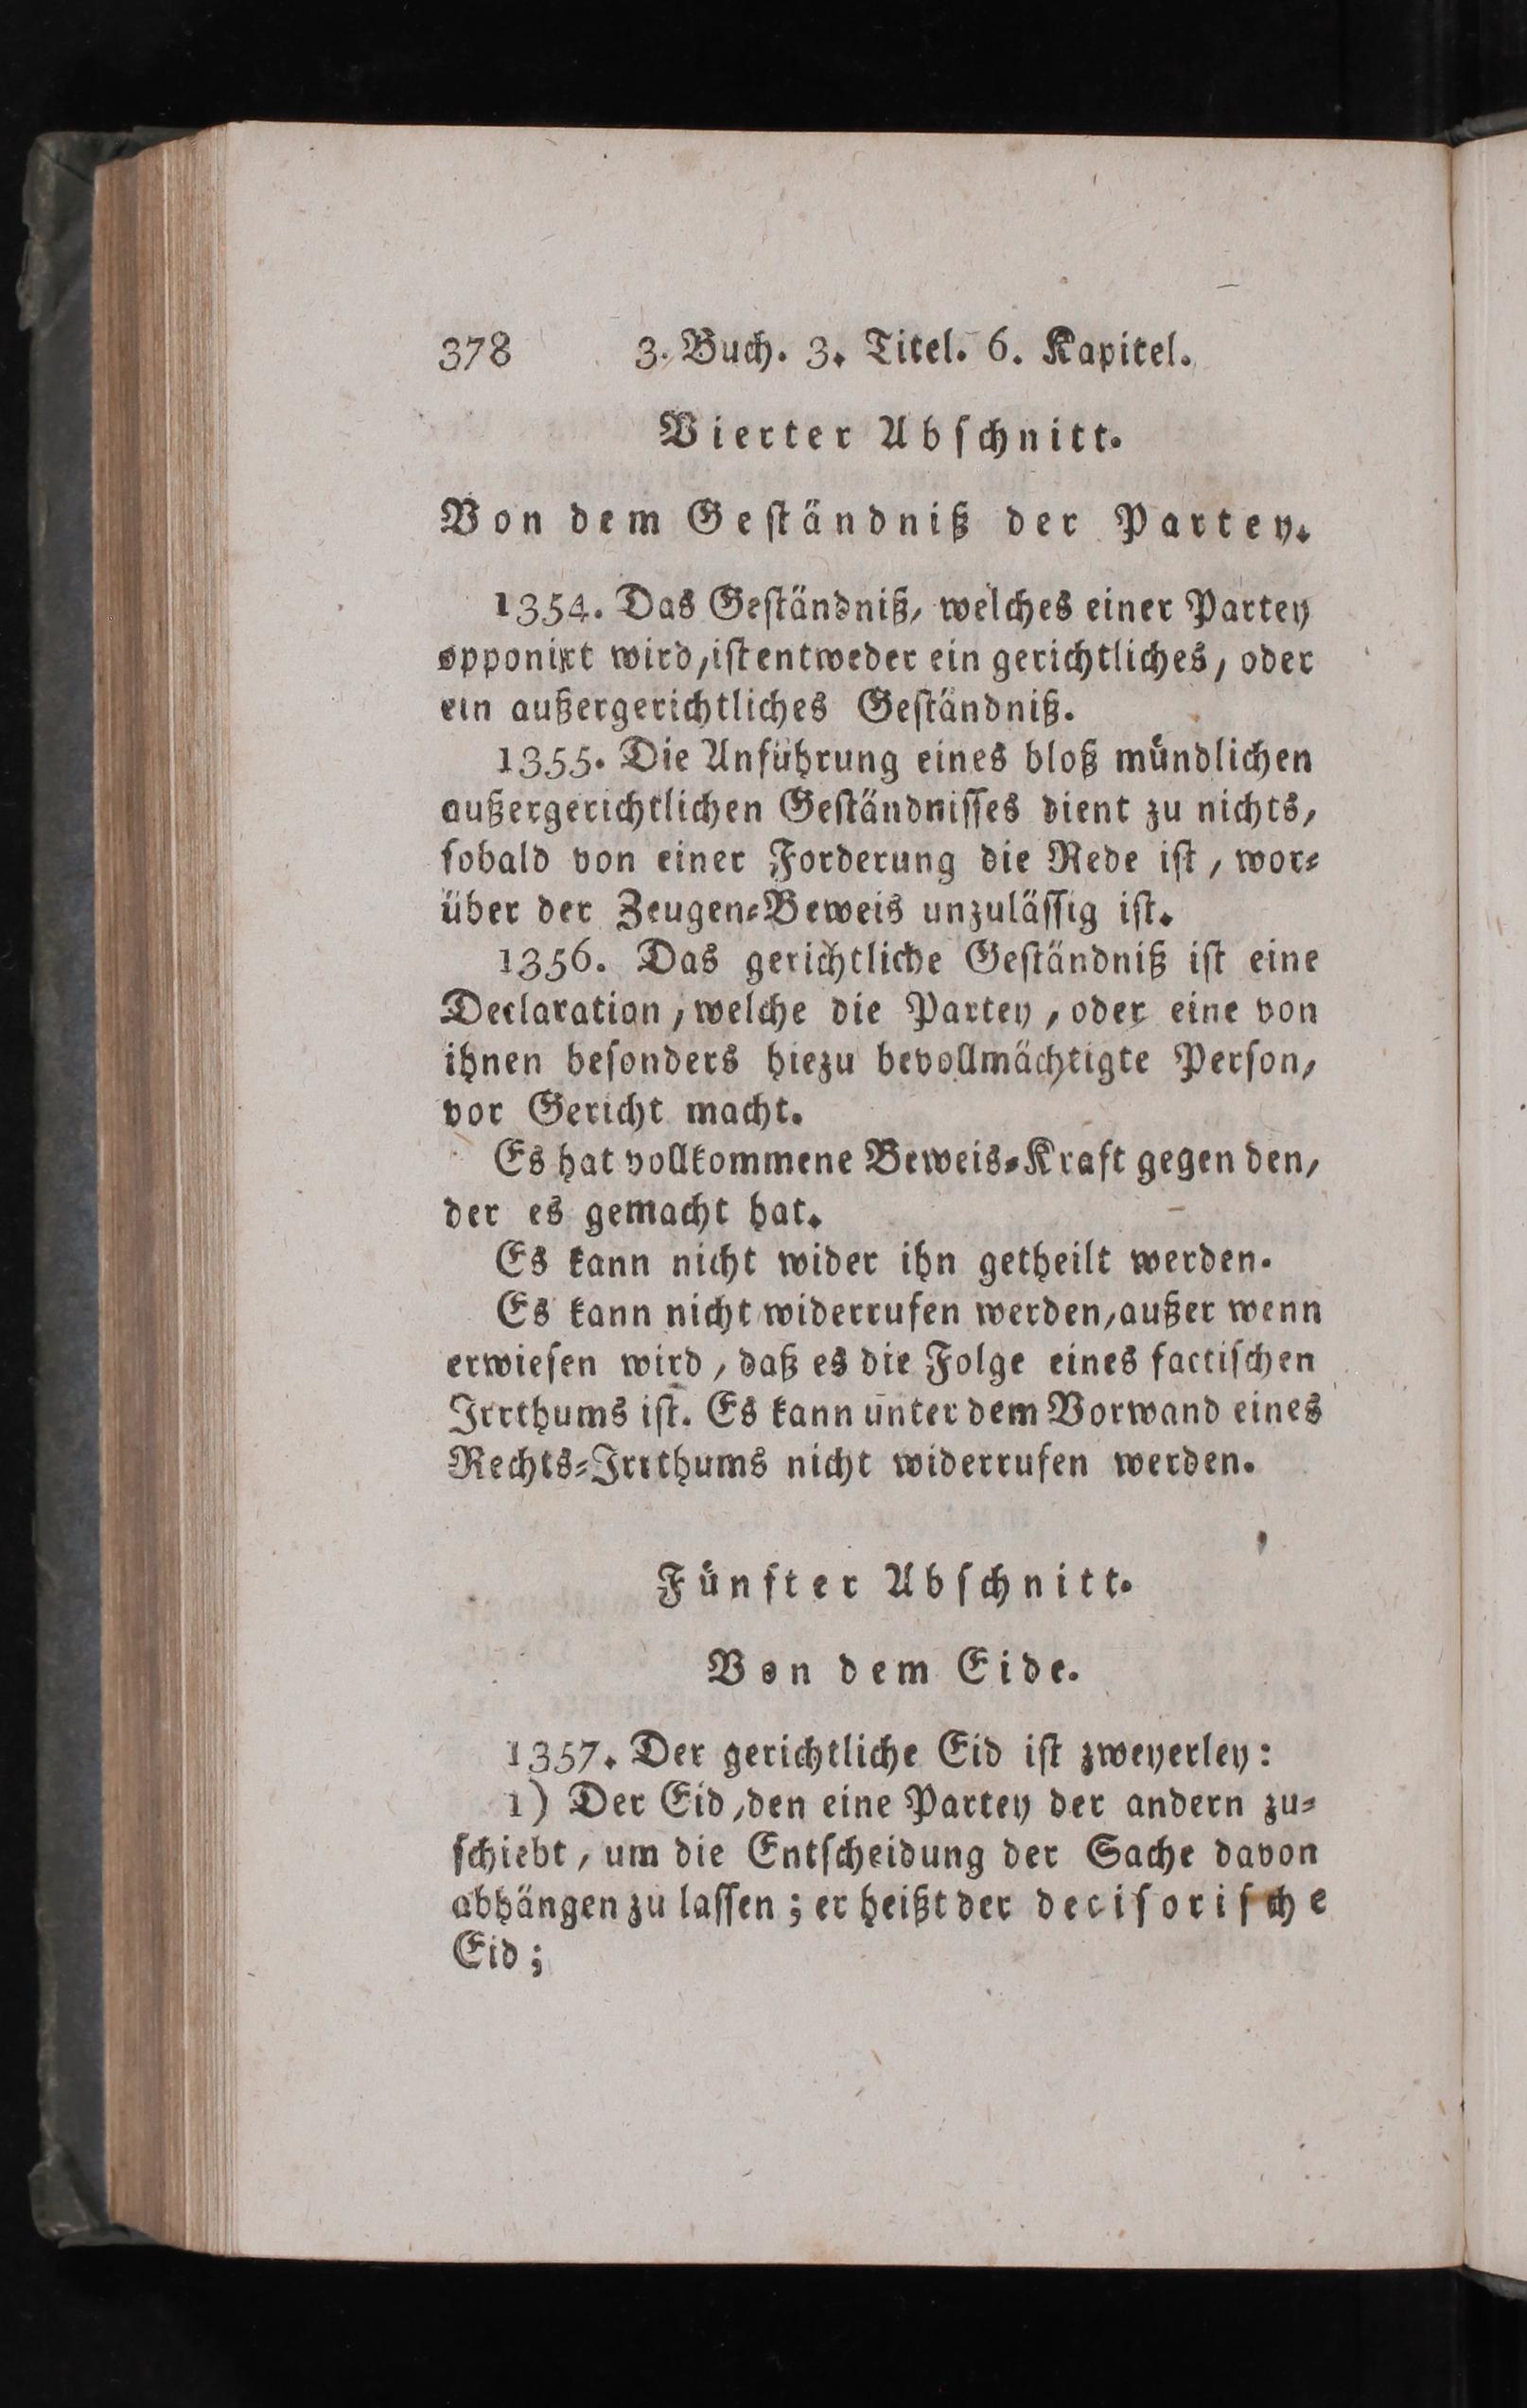 378 3. Buch. 3. Titel. 6. Kapitel.
Vierter Abschnitt.
Von dem Geständniß der Partey.
1354. Das Geständniß, welches einer Partey
opponirt wird, ist entweder ein gerichtliches, oder
ein außergerichtliches Geständniß.
1355. Die Anführung eines bloß mündlichen
außergerichtlichen Geständnisses dient zu nichts,
sobald von einer Forderung die Rede ist, wor-
über der Zeugen-Beweis unzulässig ist.
1356. Das gerichtliche Geständniß ist eine
Declaration, welche die Partey, oder eine von
ihnen besonders hiezu bevollmächtigte Person,
vor Gericht macht.
Es hat vollkommene Beweis-Kraft gegen den,
der es gemacht hat.
Es kann nicht wider ihn getheilt werden.
Es kann nicht widerrufen werden, außer wenn
erwiesen wird, daß es die Folge eines factischen
Irrthums ist. Es kann unter dem Vorwand eines
Rechts-Irrthums nicht widerrufen werden.
Fünfter Abschnitt.
Von dem Eide.
1357. Der gerichtliche Eid ist zweyerley:
1) Der Eid, den eine Partey der andern zu-
schiebt, um die Entscheidung der Sache davon
abhängen zu lassen; er heißt der decisorische
Eid;